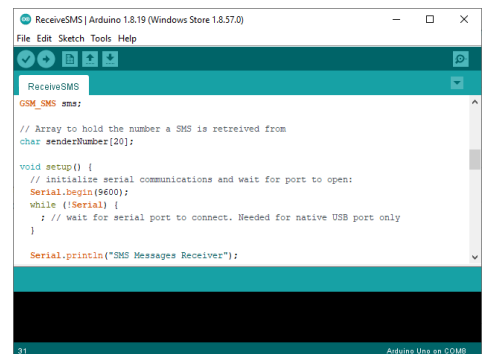 ReceiveSMS | Arduino 1.8.19 (Windows Store 1.8.57.0)
File Edit Sketch Tools Help
ReceiveSMS
GSM_SMS sms;
// Array to hold the number a SMS is retreived from
char senderNumber[20];
void setup() {
// initialize serial communications and wait for port to open:
Serial.begin(9600);
while (!Serial) {
; // wait for serial port to connect. Needed for native USB port only
}
Serial.println("SMS Messages Receiver");
31
Arduino Uno on COM8